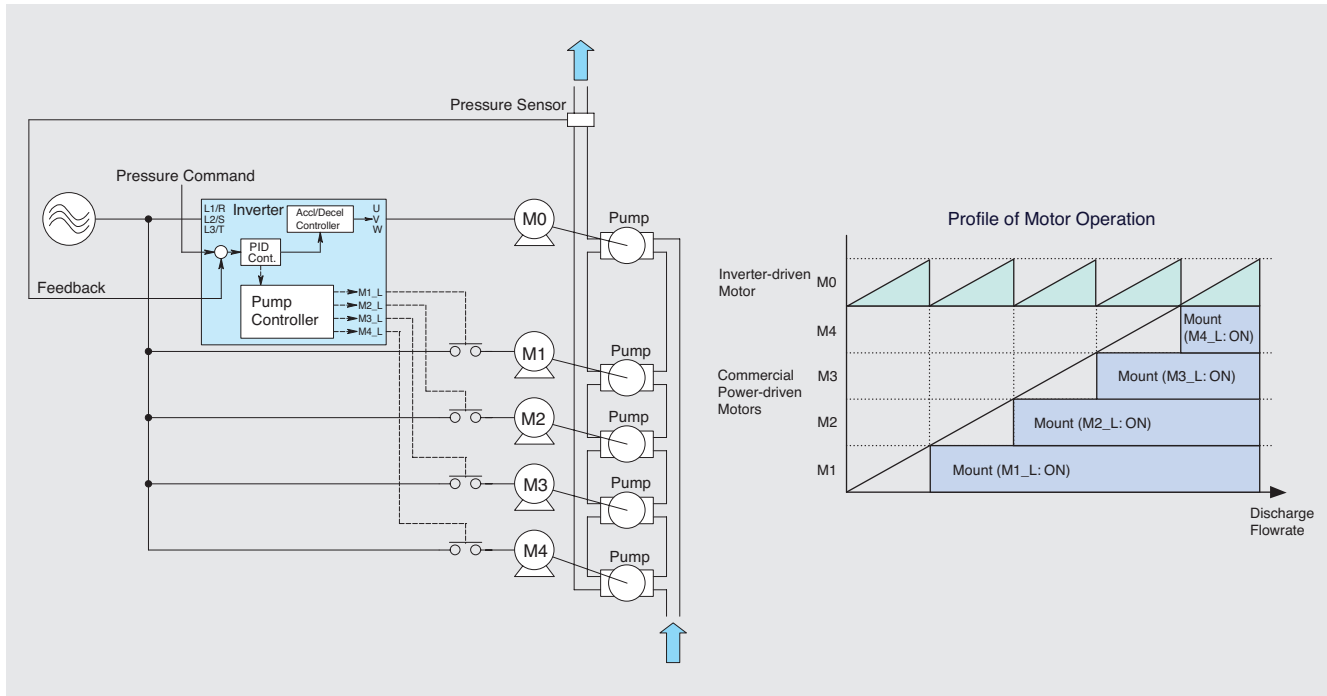 Pressure Sensor
Pressure Command
L1/R
L2/S
L3/T
Inverter
Accl/Decel
Controller
U
V
W
PID
Cont.
Feedback
Pump
Controller
M1_L
M2_L
M3_L
M4_L
M0
Pump
M1
Pump
M2
Pump
M3
Pump
M4
Pump
Profile of Motor Operation
Inverter-driven
Motor
M0
M4
Mount
(M4_L: ON)
Commercial
Power-driven
Motors
M3
Mount (M3_L: ON)
M2
Mount (M2_L: ON)
M1
Mount (M1_L: ON)
Discharge
Flowrate